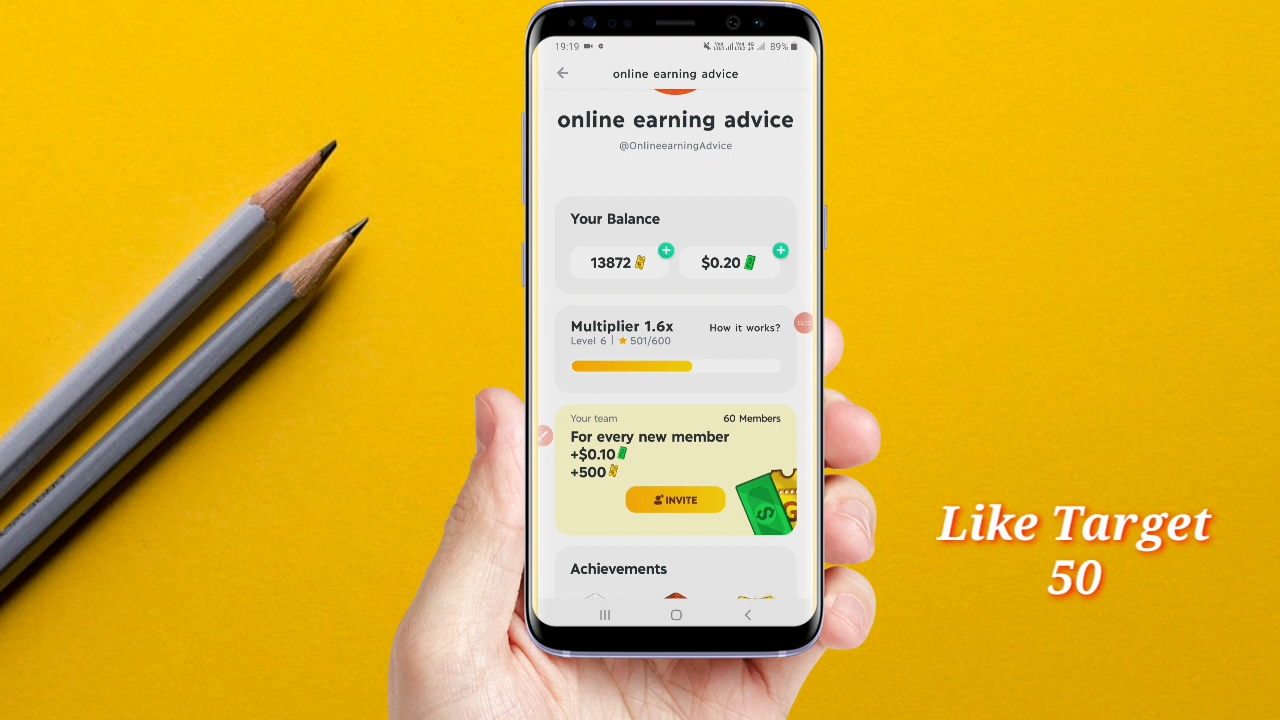 19:19
89%
online earning advice
online earning advice
@OnlineearningAdvice
Your Balance
13872
$0.20
Multiplier 1.6x
How it works?
Level 6 | 501/600
Your team
60 Members
For every new member
+$0.10
+500
INVITE
Achievements
Like Target
50